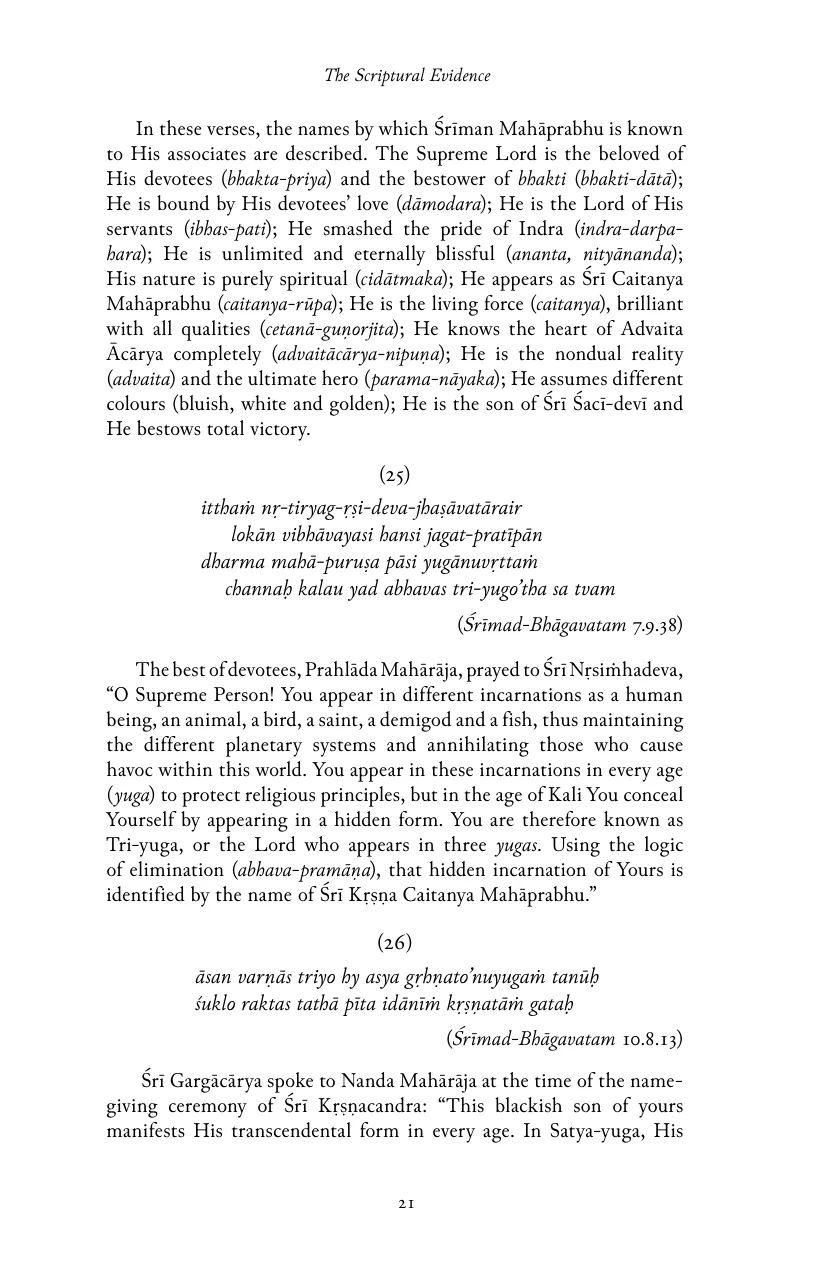 The Scriptural Evidence
In these verses, the names by which Śrīman Mahāprabhu is known
to His associates are described. The Supreme Lord is the beloved of
His devotees (bhakta-priya) and the bestower of bhakti (bhakti-dātā);
He is bound by His devotees’ love (dāmodara); He is the Lord of His
servants (ibhas-pati); He smashed the pride of Indra (indra-darpa-
hara); He is unlimited and eternally blissful (ananta, nityānanda);
His nature is purely spiritual (cidātmaka); He appears as Śrī Caitanya
Mahāprabhu (caitanya-rūpa); He is the living force (caitanya), brilliant
with all qualities (cetanā-guṇorjita); He knows the heart of Advaita
Ācārya completely (advaitācārya-nipuṇa); He is the nondual reality
(advaita) and the ultimate hero (parama-nāyaka); He assumes different
colours (bluish, white and golden); He is the son of Śrī Śacī-devī and
He bestows total victory.
(25)
itthaṁ nṛ-tiryag-ṛṣi-deva-jhaṣāvatārair
lokān vibhāvayasi haṁsi jagat-pratīpān
dharma mahā-puruṣa pāsi yugānuvṛttaṁ
channaḥ kalau yad abhavas tri-yugo’tha sa tvam
(Śrīmad-Bhāgavatam 7.9.38)
The best of devotees, Prahlāda Mahārāja, prayed to Śrī Nṛsiṁhadeva,
“O Supreme Person! You appear in different incarnations as a human
being, an animal, a bird, a saint, a demigod and a fish, thus maintaining
the different planetary systems and annihilating those who cause
havoc within this world. You appear in these incarnations in every age
(yuga) to protect religious principles, but in the age of Kali You conceal
Yourself by appearing in a hidden form. You are therefore known as
Tri-yuga, or the Lord who appears in three yugas. Using the logic
of elimination (abhava-pramāṇa), that hidden incarnation of Yours is
identified by the name of Śrī Kṛṣṇa Caitanya Mahāprabhu.”
(26)
āsan varṇās triyo hy asya gṛhṇato’nuyugaṁ tanūḥ
śuklo raktas tathā pīta idānīṁ kṛṣṇatāṁ gataḥ
(Śrīmad-Bhāgavatam 10.8.13)
Śrī Gargācārya spoke to Nanda Mahārāja at the time of the name-
giving ceremony of Śrī Kṛṣṇacandra: “This blackish son of yours
manifests His transcendental form in every age. In Satya-yuga, His
21